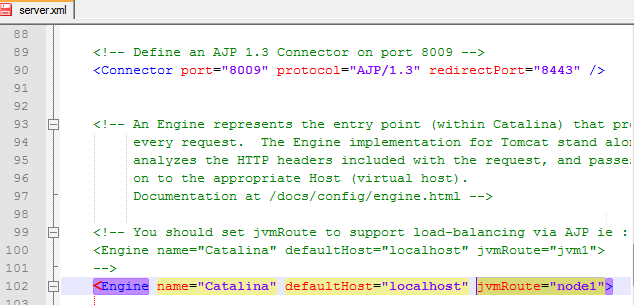 server.xml
88
89 <!-- Define an AJP 1.3 Connector on port 8009 -->
90 <Connector port="8009" protocol="AJP/1.3" redirectPort="8443" />
91
92
93 <!-- An Engine represents the entry point (within Catalina) that pr
94 every request. The Engine implementation for Tomcat stand alo
95 analyzes the HTTP headers included with the request, and passe
96 on to the appropriate Host (virtual host).
97 Documentation at /docs/config/engine.html -->
98
99 <!-- You should set jvmRoute to support load-balancing via AJP ie :
100 <Engine name="Catalina" defaultHost="localhost" jvmRoute="jvm1">
101 -->
102 <Engine name="Catalina" defaultHost="localhost" jvmRoute="node1">
103